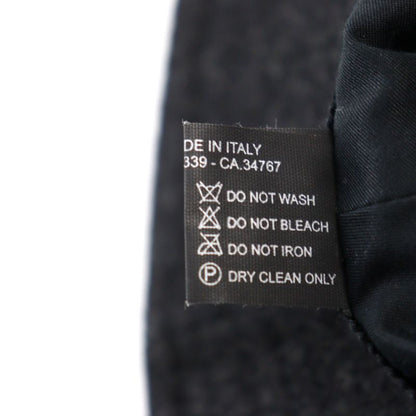 DE IN ITALY
339 - CA.34767
DO NOT WASH
DO NOT BLEACH
DO NOT IRON
P DRY CLEAN ONLY